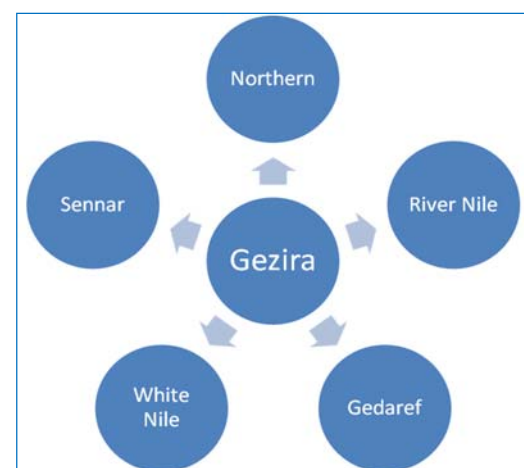 Northern
Sennar
River Nile
Gezira
White
Nile
Gedaref